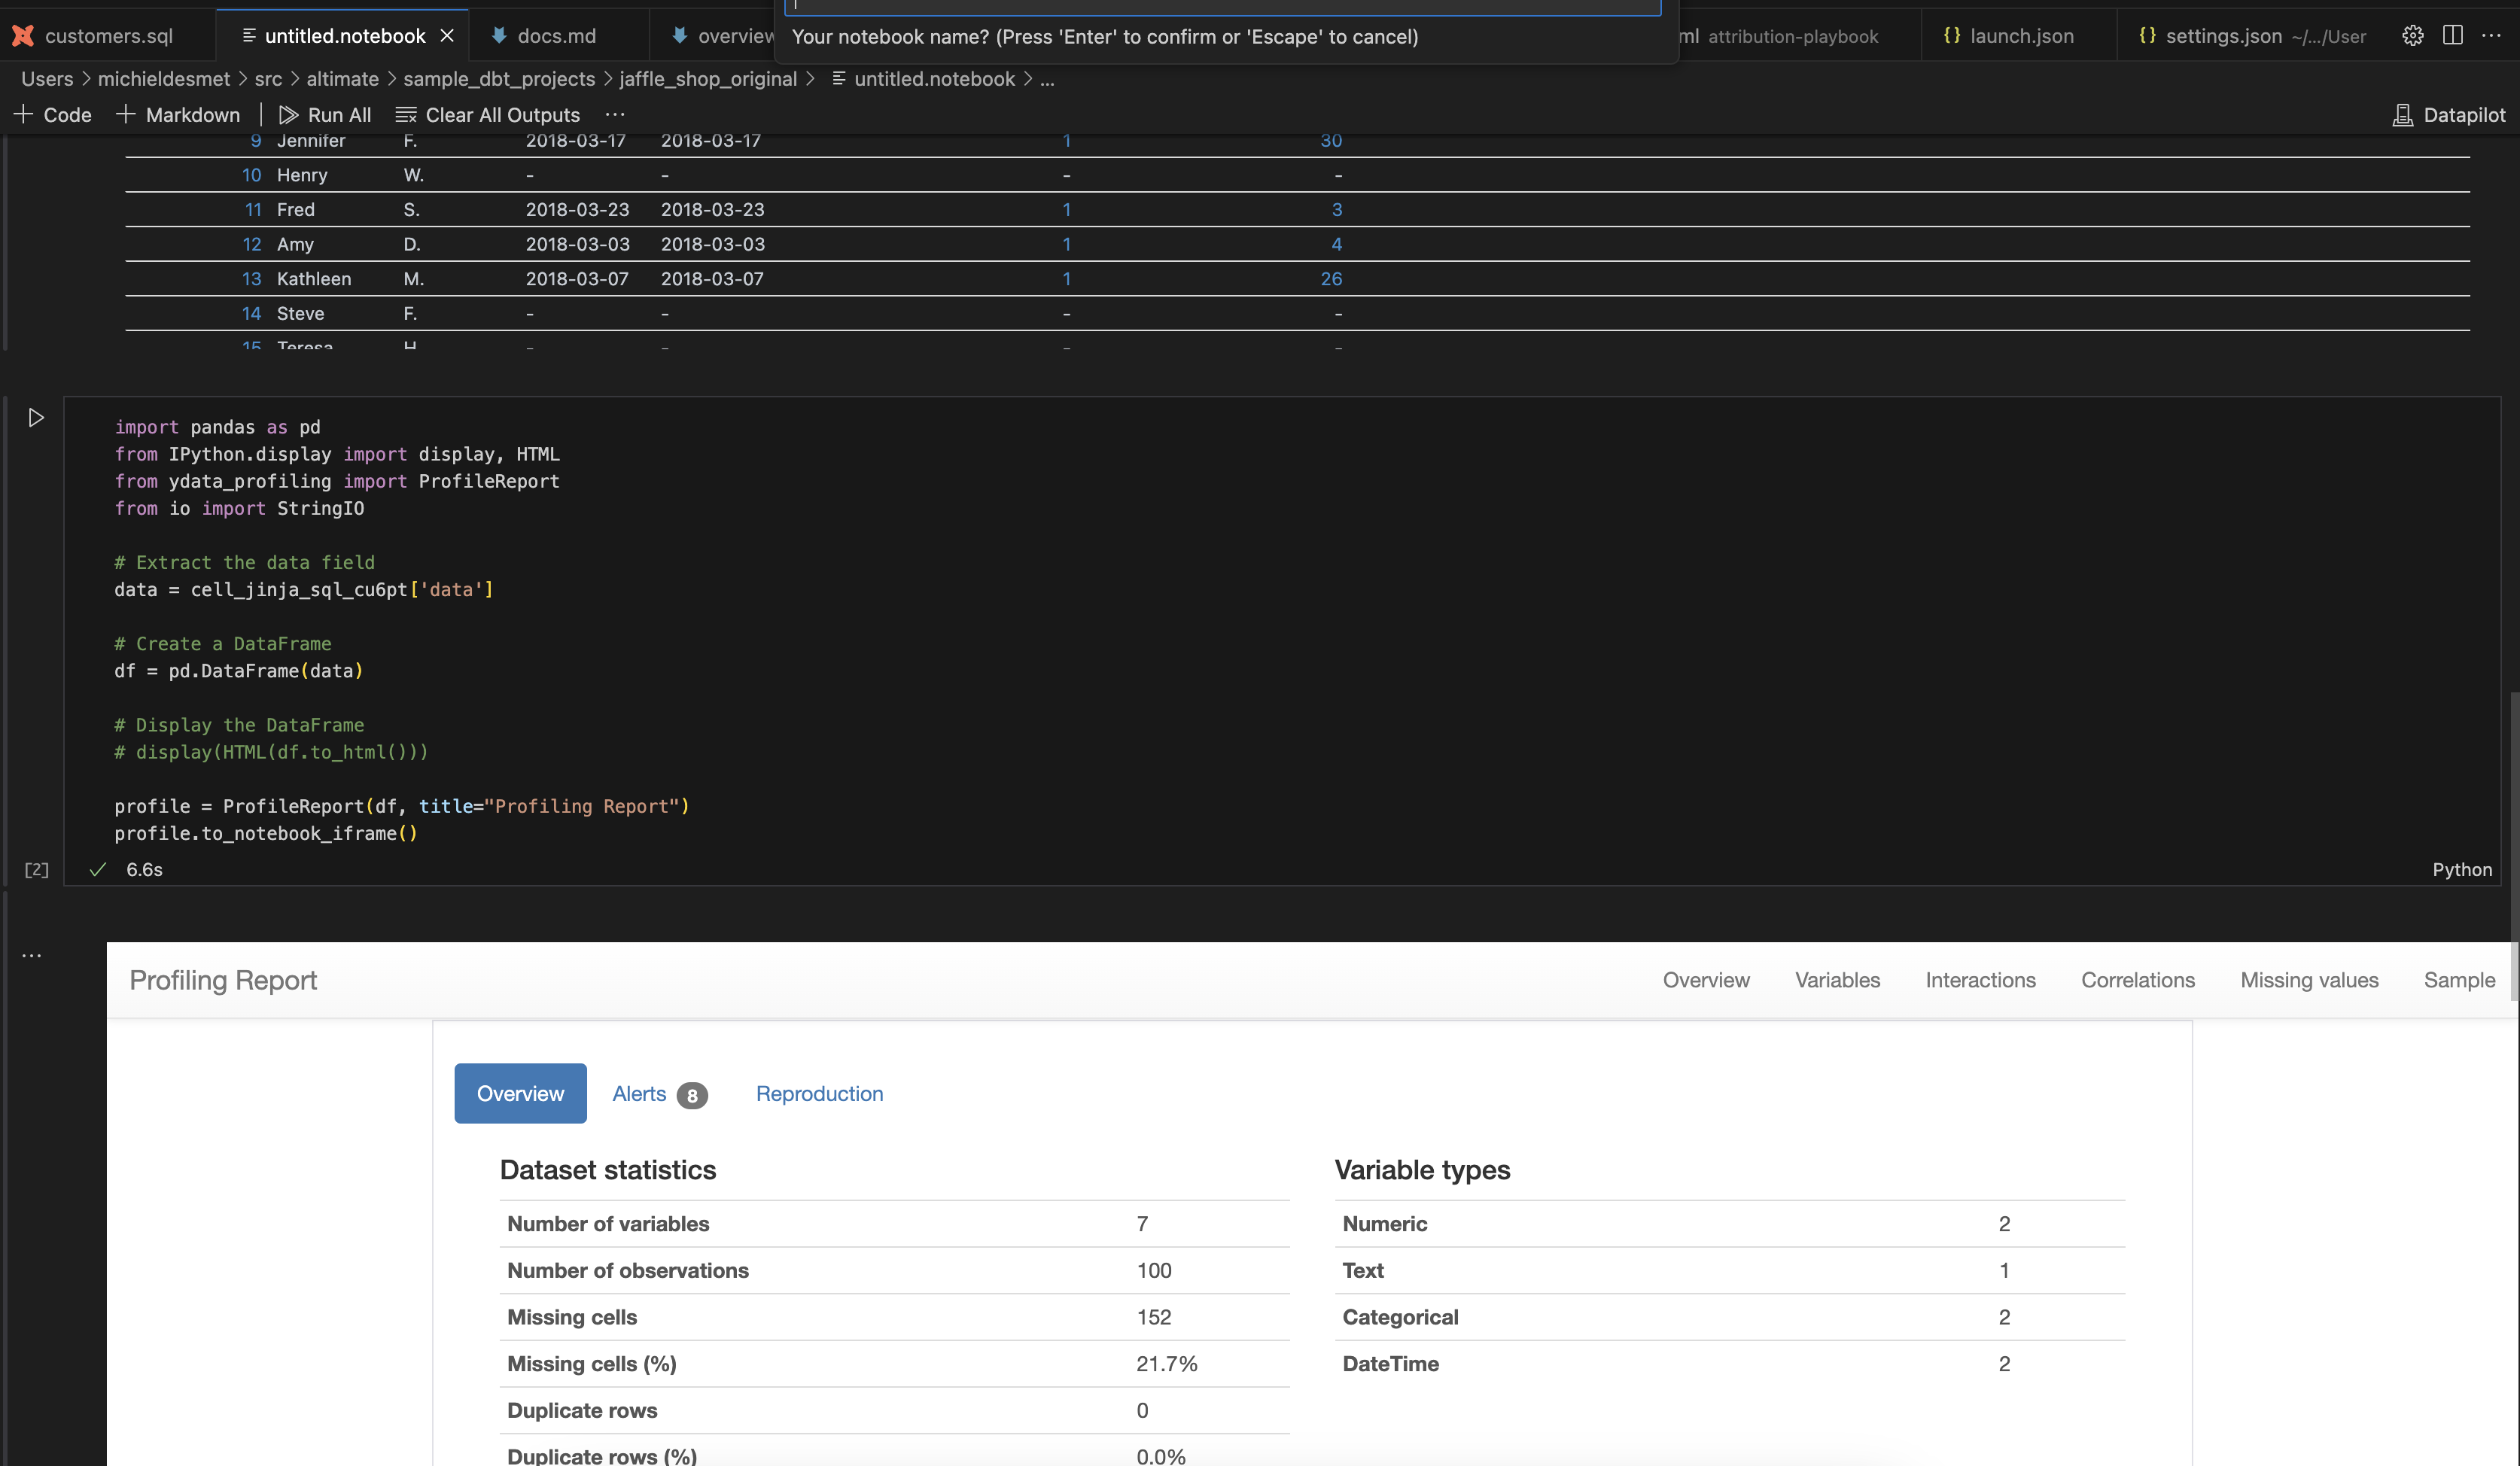 customers.sql
untitled.notebook
docs.md
overview
Your notebook name? (Press 'Enter' to confirm or 'Escape' to cancel)
ml attribution-playbook
{} launch.json
{} settings.json ~/.../User
Users > michieldesmet > src > altimate > sample_dbt_projects > jaffle_shop_original > untitled.notebook > ...
+ Code + Markdown | Run All Clear All Outputs ...
Datapilot
9 Jennifer F. 2018-03-17 2018-03-17 1 30
10 Henry W. - - - -
11 Fred S. 2018-03-23 2018-03-23 1 3
12 Amy D. 2018-03-03 2018-03-03 1 4
13 Kathleen M. 2018-03-07 2018-03-07 1 26
14 Steve F. - - - -
15 Teresa H. - - - -
import pandas as pd
from IPython.display import display, HTML
from ydata_profiling import ProfileReport
from io import StringIO
# Extract the data field
data = cell_jinja_sql_cu6pt['data']
# Create a DataFrame
df = pd.DataFrame(data)
# Display the DataFrame
# display(HTML(df.to_html()))
profile = ProfileReport(df, title="Profiling Report")
profile.to_notebook_iframe()
[2] 6.6s Python
...
Profiling Report
Overview Variables Interactions Correlations Missing values Sample
Overview Alerts 8 Reproduction
Dataset statistics
Number of variables 7
Number of observations 100
Missing cells 152
Missing cells (%) 21.7%
Duplicate rows 0
Duplicate rows (%) 0.0%
Variable types
Numeric 2
Text 1
Categorical 2
DateTime 2